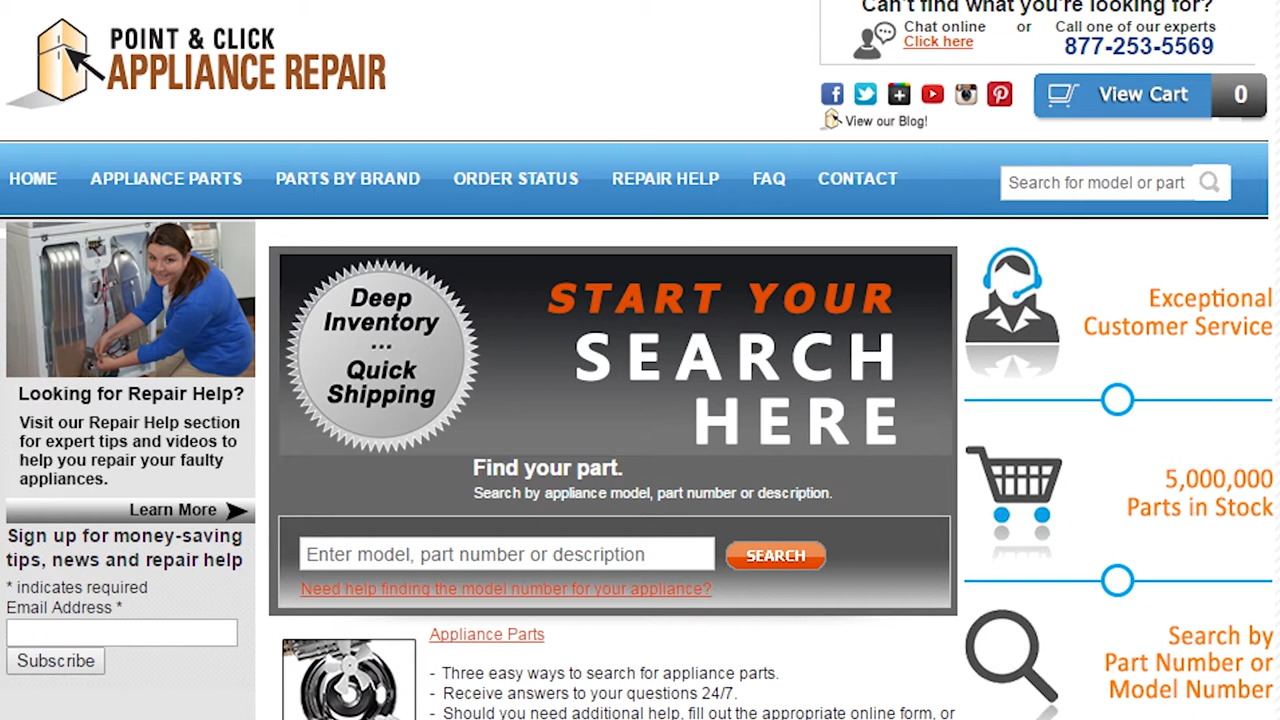 Can't find what you're looking for?
POINT & CLICK
APPLIANCE REPAIR
Chat online or Call one of our experts
Click here 877-253-5569
View Cart 0
View our Blog!
HOME APPLIANCE PARTS PARTS BY BRAND ORDER STATUS REPAIR HELP FAQ CONTACT
Search for model or part
Looking for Repair Help?
Visit our Repair Help section
for expert tips and videos to
help you repair your faulty
appliances.
Learn More
Sign up for money-saving
tips, news and repair help
* indicates required
Email Address *
Subscribe
Deep
Inventory
...
Quick
Shipping
START YOUR
SEARCH
HERE
Find your part.
Search by appliance model, part number or description.
Enter model, part number or description
SEARCH
Need help finding the model number for your appliance?
Appliance Parts
- Three easy ways to search for appliance parts.
- Receive answers to your questions 24/7.
- Should you need additional help, fill out the appropriate online form, or
Exceptional
Customer Service
5,000,000
Parts in Stock
Search by
Part Number or
Model Number